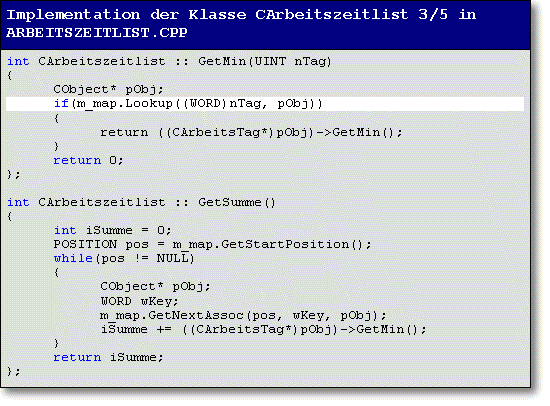 Implementation der Klasse CArbeitszeitlist 3/5 in
ARBEITSZEITLIST.CPP
int CArbeitszeitlist :: GetMin(UINT nTag)
{
CObject* pObj;
if(m_map.Lookup((WORD)nTag, pObj))
{
return ((CArbeitsTag*)pObj)->GetMin();
}
return 0;
};
int CArbeitszeitlist :: GetSumme()
{
int iSumme = 0;
POSITION pos = m_map.GetStartPosition();
while(pos != NULL)
{
CObject* pObj;
WORD wKey;
m_map.GetNextAssoc(pos, wKey, pObj);
iSumme += ((CArbeitsTag*)pObj)->GetMin();
}
return iSumme;
};